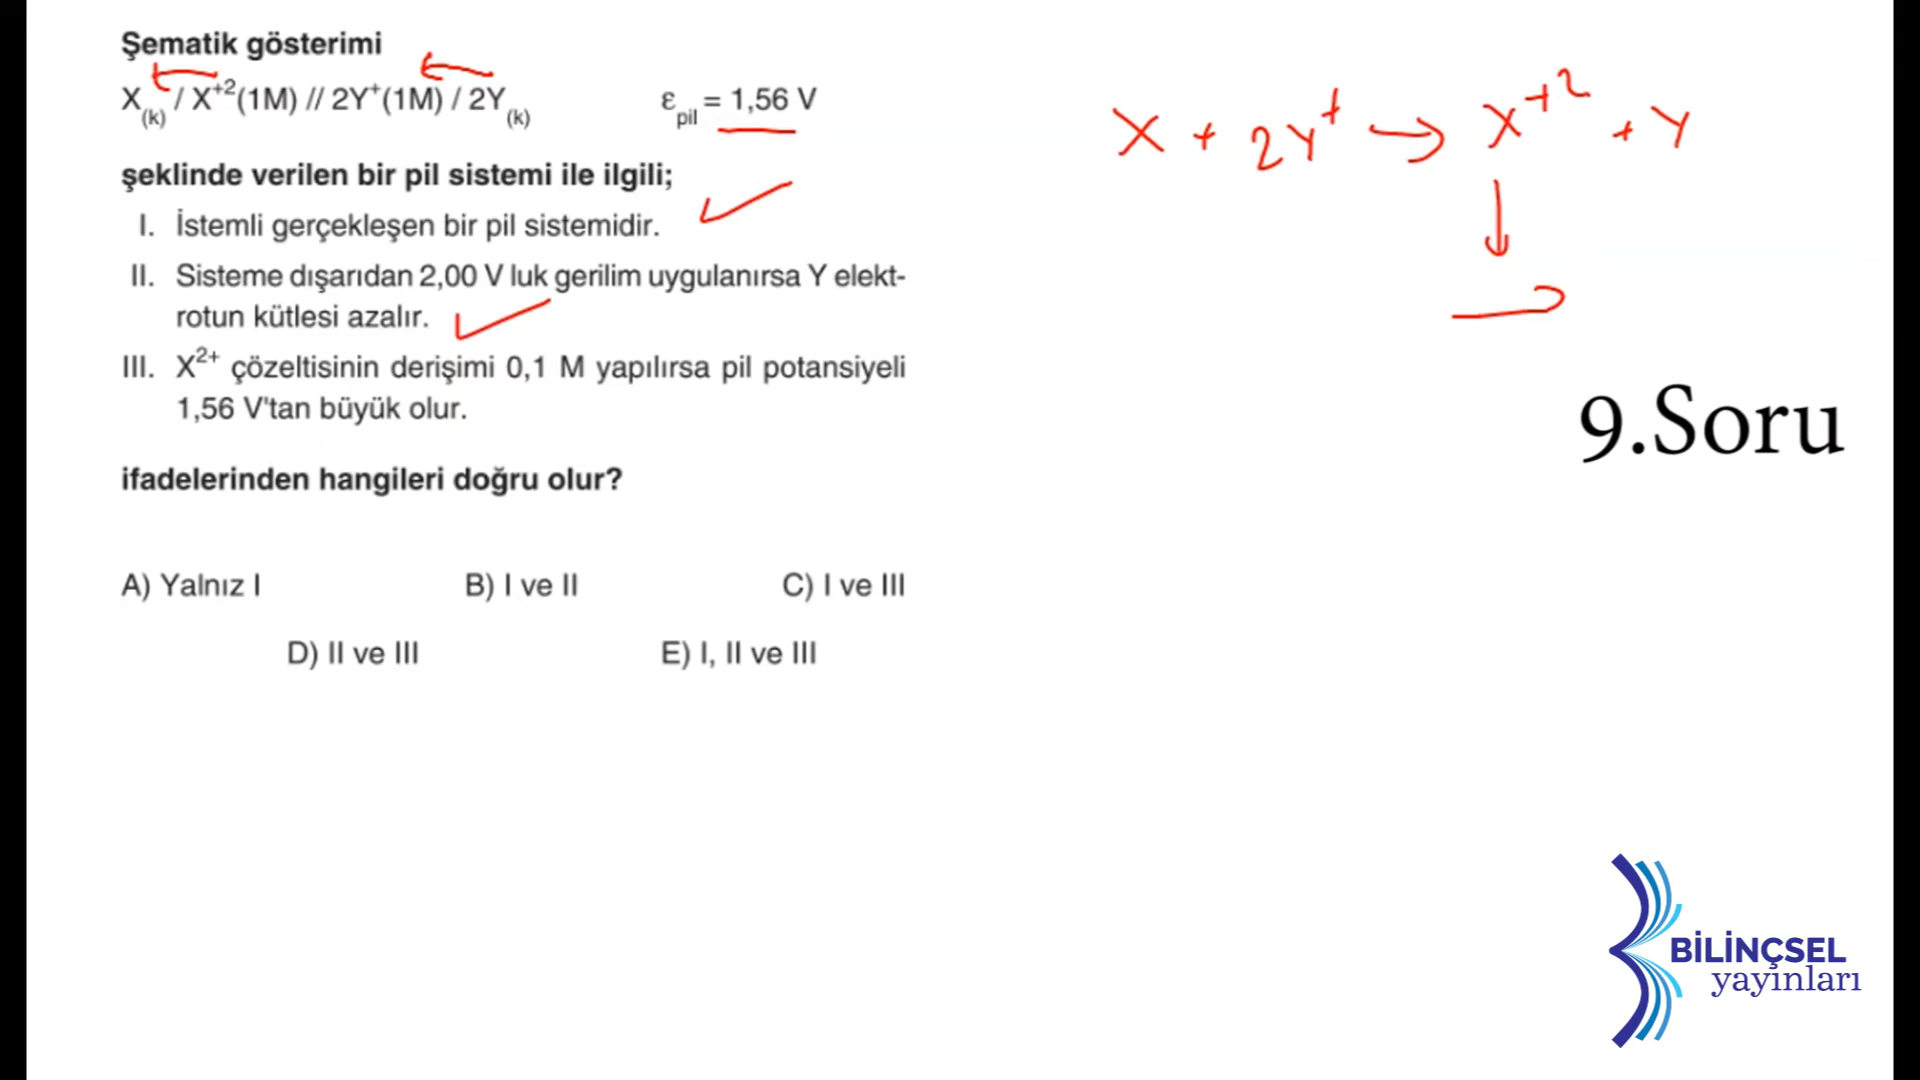 Şematik gösterimi
X(k) / X⁺²(1M) // 2Y⁺(1M) / 2Y(k) εpil = 1,56 V
şeklinde verilen bir pil sistemi ile ilgili;
I. İstemli gerçekleşen bir pil sistemidir.
II. Sisteme dışarıdan 2,00 V luk gerilim uygulanırsa Y elekt-
rotun kütlesi azalır.
III. X²⁺ çözeltisinin derişimi 0,1 M yapılırsa pil potansiyeli
1,56 V'tan büyük olur.
ifadelerinden hangileri doğru olur?
A) Yalnız I B) I ve II C) I ve III
D) II ve III E) I, II ve III
X + 2Y⁺ → X⁺² + Y
9.Soru
BİLİNÇSEL
yayınları